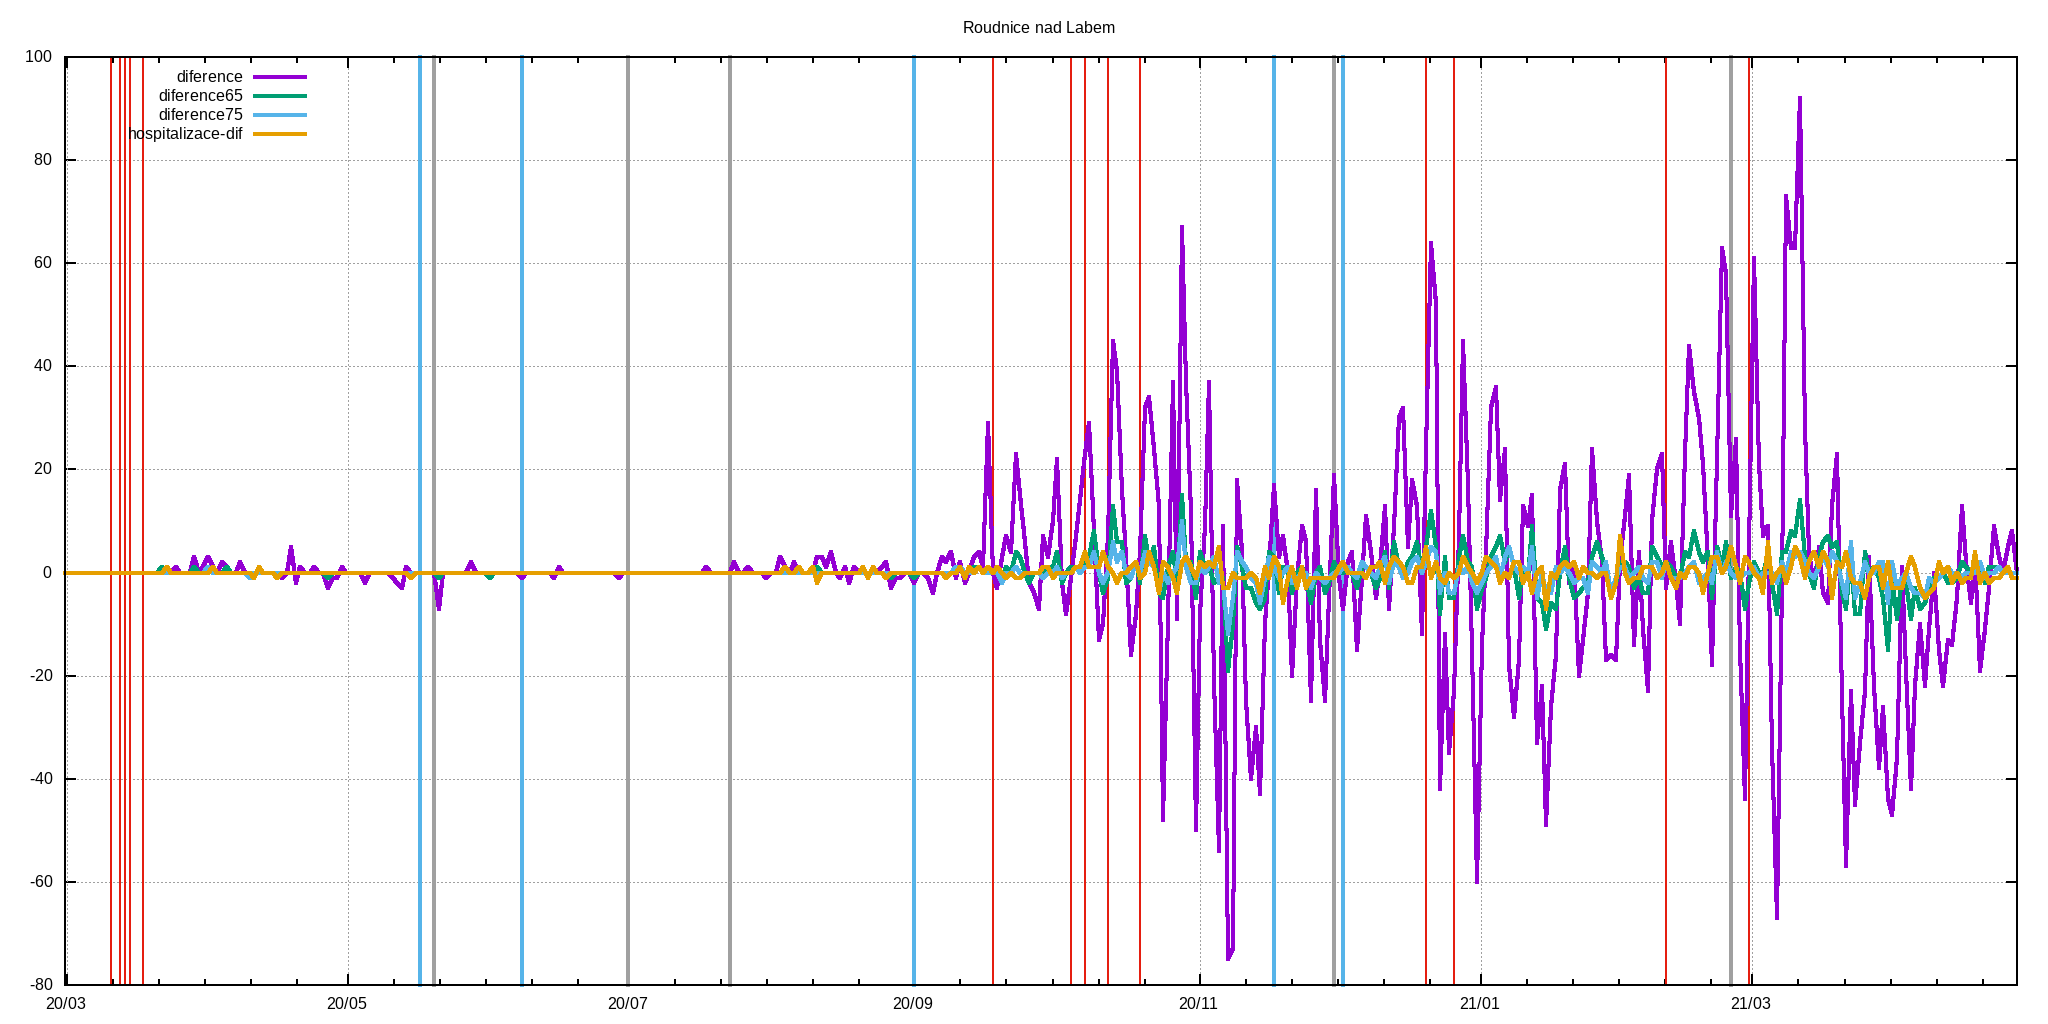 Roudnice nad Labem
100
80
60
40
20
0
-20
-40
-60
-80
diference
diference65
diference75
hospitalizace-dif
20/03 20/05 20/07 20/09 20/11 21/01 21/03